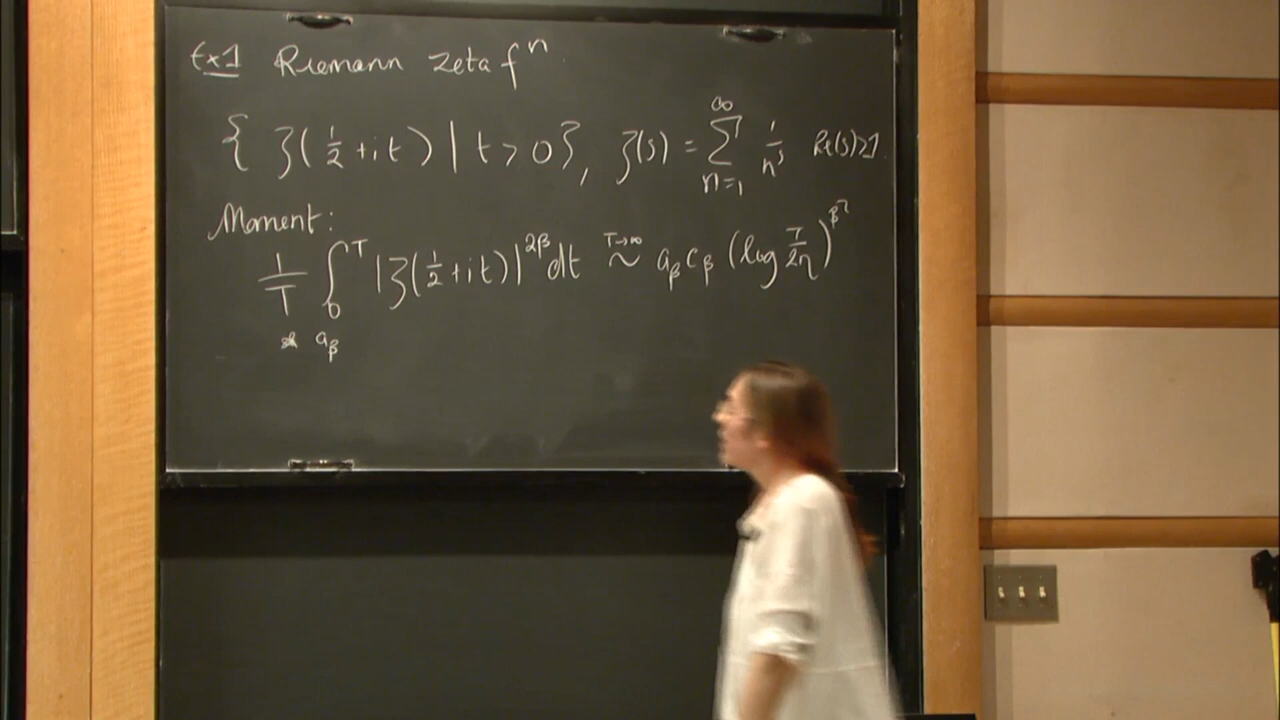 Ex1 Riemann zeta fⁿ
{ ζ(½+it) | t>0}, ζ(s) = ∑_{n=1}^{∞} 1/n^s Re(s)>1.
Moment:
1/T ∫_0^T |ζ(½+it)|^{2β} dt ~^{T→∞} a_β c_β (log T/2π)^{β²}
a_β